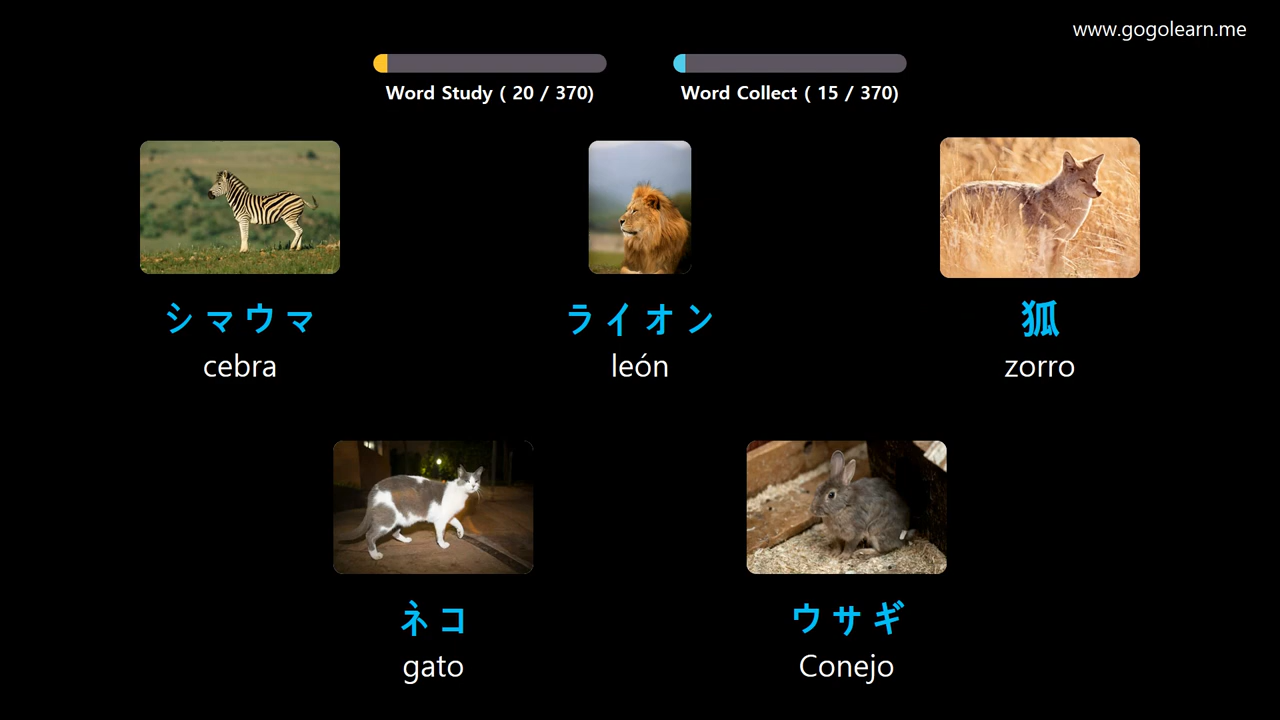 www.gogolearn.me
Word Study ( 20 / 370)
Word Collect ( 15 / 370)
シマウマ
cebra
ライオン
león
狐
zorro
ネコ
gato
ウサギ
Conejo